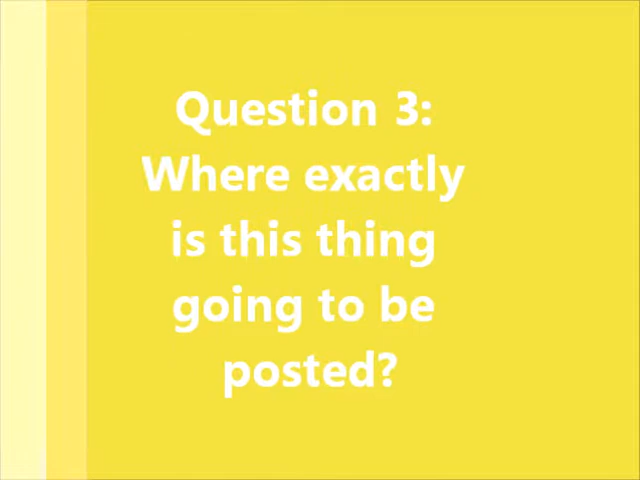 Question 3:
Where exactly
is this thing
going to be
posted?